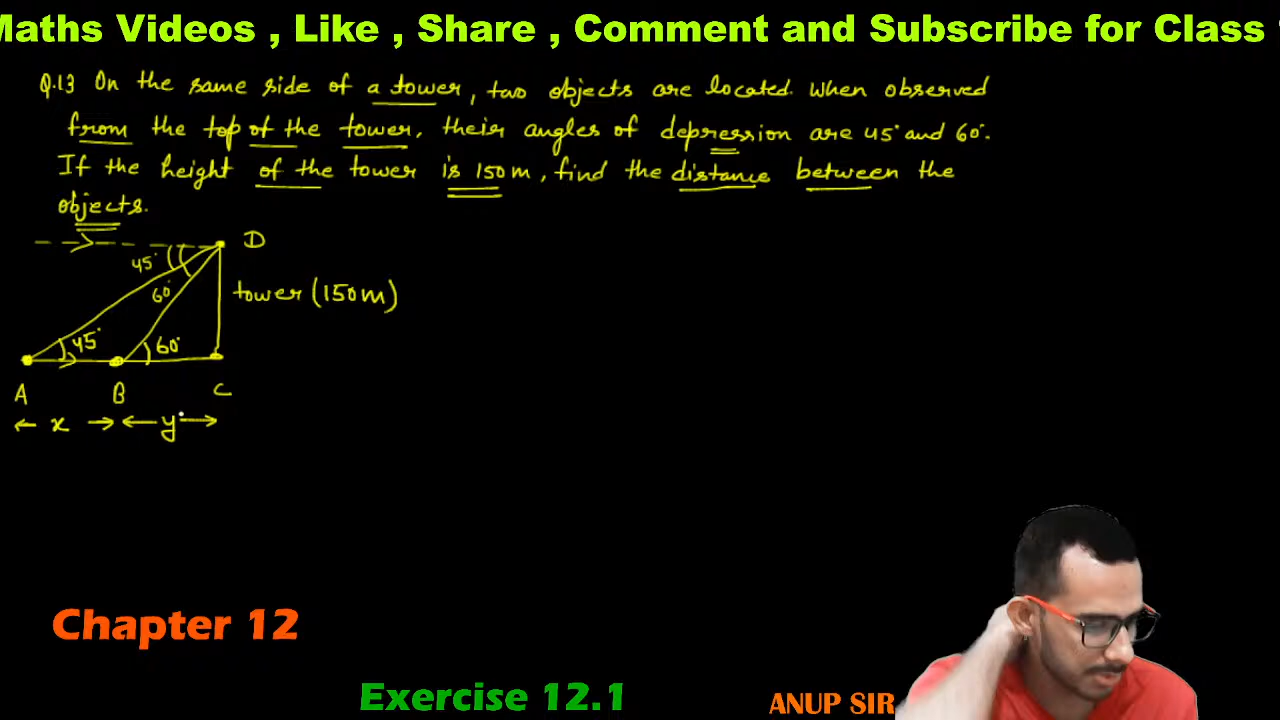 Maths Videos , Like , Share , Comment and Subscribe for Class
Q.13 On the same side of a tower, two objects are located. When observed
from the top of the tower, their angles of depression are 45° and 60°.
If the height of the tower is 150m, find the distance between the
objects.
D
45°
60°
tower (150m)
45°
60°
A B C
x y
Chapter 12
Exercise 12.1
ANUP SIR